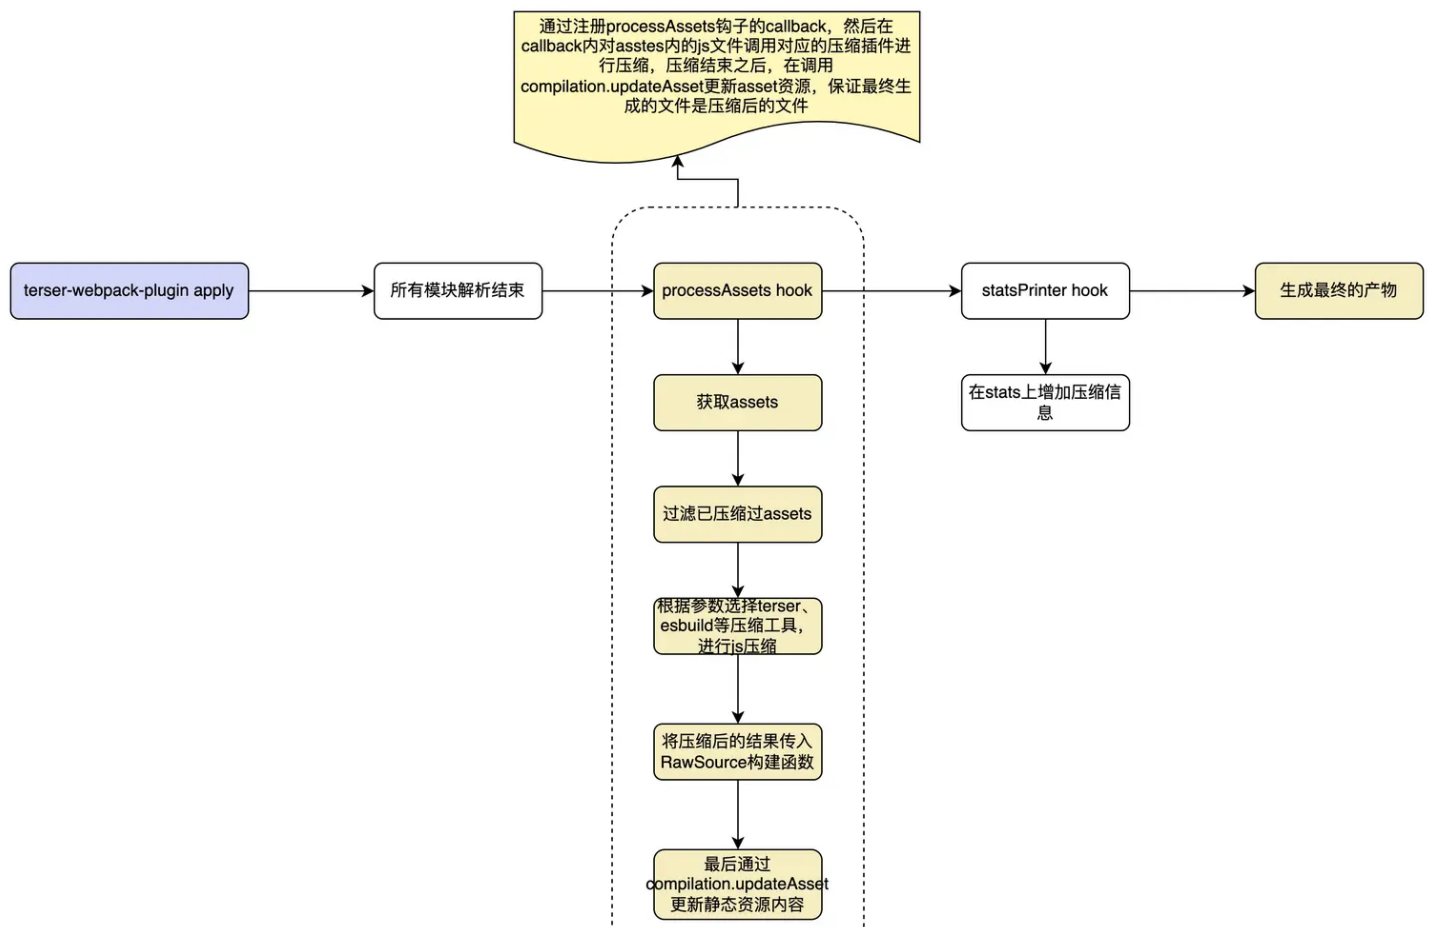 通过注册processAssets钩子的callback，然后在
callback内对asstes内的js文件调用对应的压缩插件进
行压缩，压缩结束之后，在调用
compilation.updateAsset更新asset资源，保证最终生
成的文件是压缩后的文件
terser-webpack-plugin apply
所有模块解析结束
processAssets hook
statsPrinter hook
生成最终的产物
获取assets
在stats上增加压缩信
息
过滤已压缩过assets
根据参数选择terser、
esbuild等压缩工具，
进行js压缩
将压缩后的结果传入
RawSource构建函数
最后通过
compilation.updateAsset
更新静态资源内容